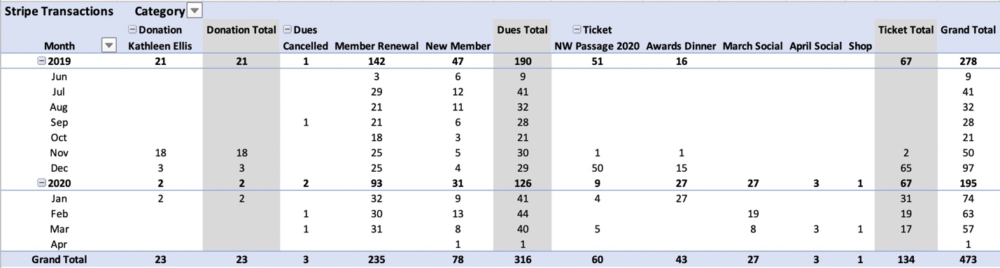 Stripe Transactions Category
Donation Donation Total Dues Dues Total Ticket Ticket Total Grand Total
Month Kathleen Ellis Cancelled Member Renewal New Member NW Passage 2020 Awards Dinner March Social April Social Shop
2019 21 21 1 142 47 190 51 16 67 278
Jun 3 6 9 9
Jul 29 12 41 41
Aug 21 11 32 32
Sep 1 21 6 28 28
Oct 18 3 21 21
Nov 18 18 25 5 30 1 1 2 50
Dec 3 3 25 4 29 50 15 65 97
2020 2 2 2 93 31 126 9 27 27 3 1 67 195
Jan 2 2 32 9 41 4 27 31 74
Feb 1 30 13 44 19 19 63
Mar 1 31 8 40 5 8 3 1 17 57
Apr 1 1 1
Grand Total 23 23 3 235 78 316 60 43 27 3 1 134 473